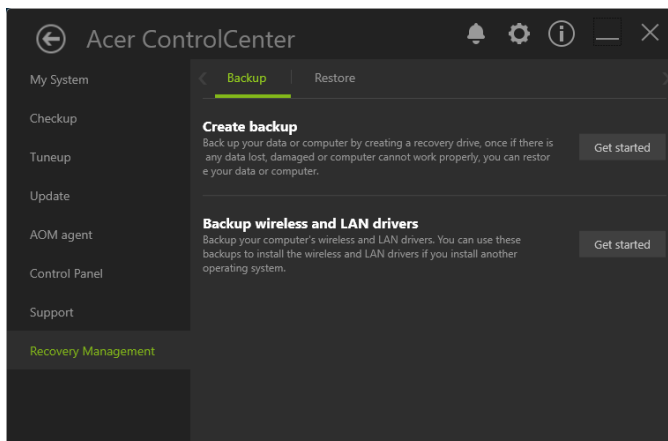 Acer ControlCenter
My System
Checkup
Tuneup
Update
AOM agent
Control Panel
Support
Recovery Management
Backup
Restore
Create backup
Back up your data or computer by creating a recovery drive, once if there is
any data lost, damaged or computer cannot work properly, you can restor
e your data or computer.
Get started
Backup wireless and LAN drivers
Backup your computer's wireless and LAN drivers. You can use these
backups to install the wireless and LAN drivers if you install another
operating system.
Get started